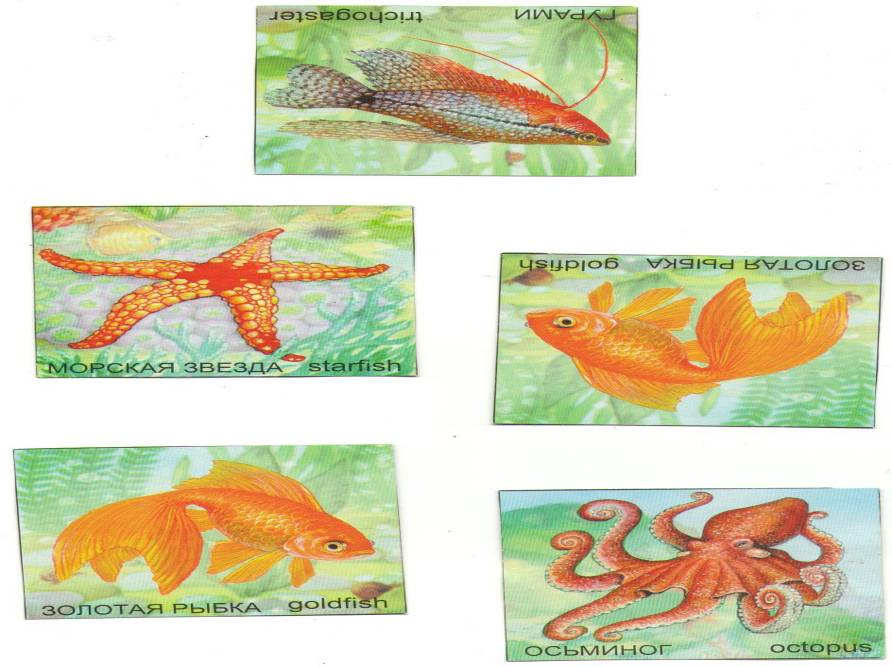 ГУРАМИ trichogaster
МОРСКАЯ ЗВЕЗДА starfish
ЗОЛОТАЯ РЫБКА goldfish
ЗОЛОТАЯ РЫБКА goldfish
ОСЬМИНОГ octopus